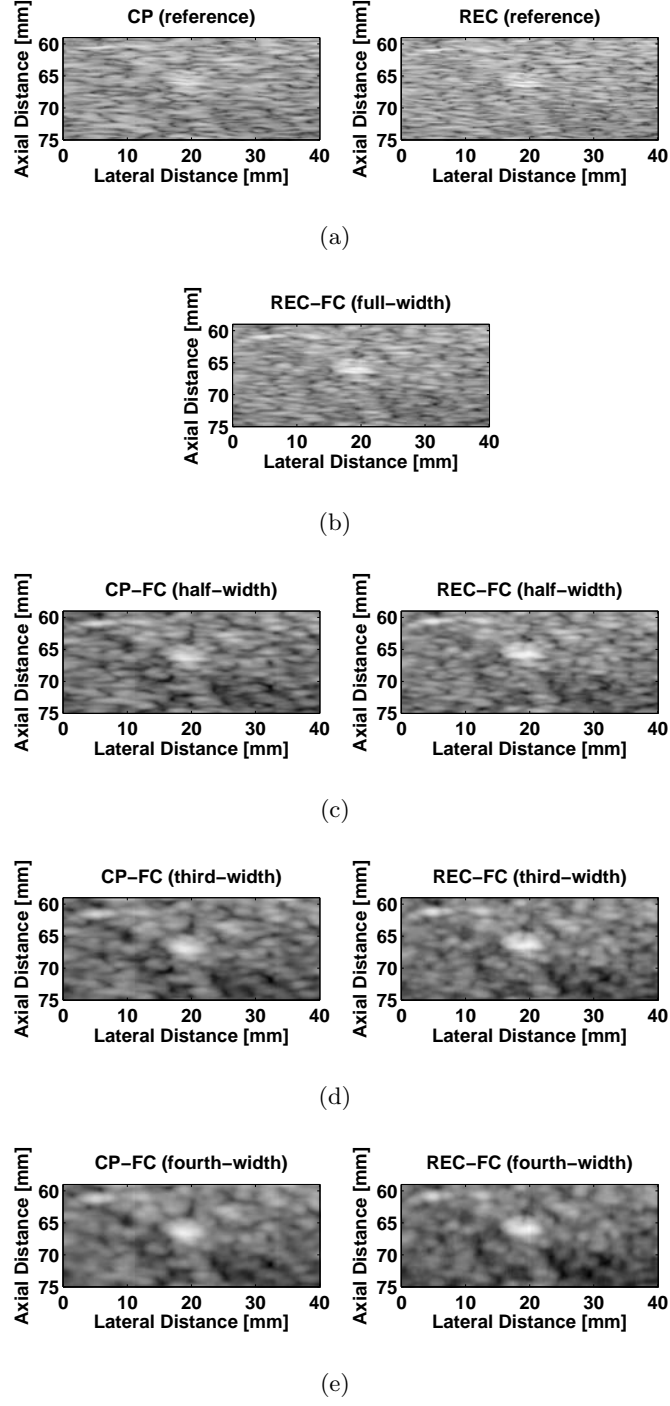 CP (reference)
Axial Distance [mm]
60
65
70
75
0 10 20 30 40
Lateral Distance [mm]
REC (reference)
Axial Distance [mm]
60
65
70
75
0 10 20 30 40
Lateral Distance [mm]
(a)
REC−FC (full−width)
Axial Distance [mm]
60
65
70
75
0 10 20 30 40
Lateral Distance [mm]
(b)
CP−FC (half−width)
Axial Distance [mm]
60
65
70
75
0 10 20 30 40
Lateral Distance [mm]
REC−FC (half−width)
Axial Distance [mm]
60
65
70
75
0 10 20 30 40
Lateral Distance [mm]
(c)
CP−FC (third−width)
Axial Distance [mm]
60
65
70
75
0 10 20 30 40
Lateral Distance [mm]
REC−FC (third−width)
Axial Distance [mm]
60
65
70
75
0 10 20 30 40
Lateral Distance [mm]
(d)
CP−FC (fourth−width)
Axial Distance [mm]
60
65
70
75
0 10 20 30 40
Lateral Distance [mm]
REC−FC (fourth−width)
Axial Distance [mm]
60
65
70
75
0 10 20 30 40
Lateral Distance [mm]
(e)